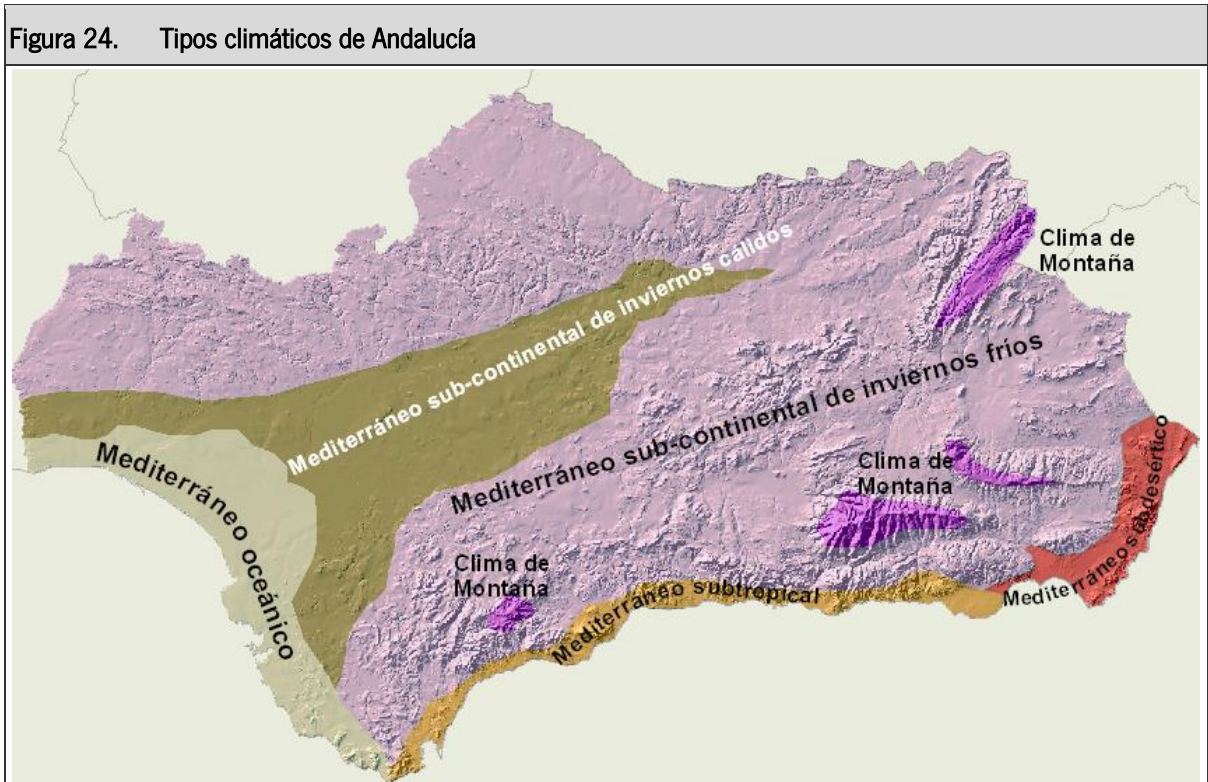 Figura 24. Tipos climáticos de Andalucía
Clima de
Montaña
Mediterráneo sub-continental de inviernos cálidos
Mediterráneo sub-continental de inviernos fríos
Mediterráneo oceánico
Clima de
Montaña
Clima de
Montaña
Mediterráneo subtropical
Mediterráneo subdesértico